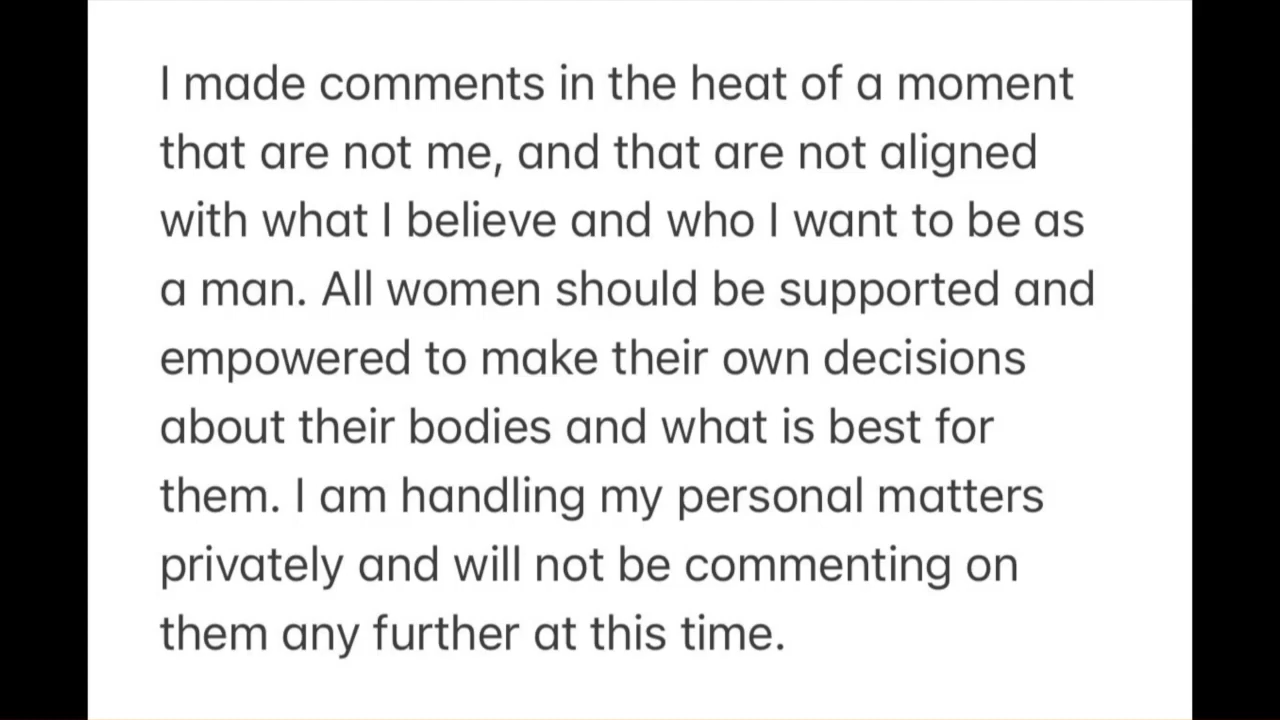 I made comments in the heat of a moment
that are not me, and that are not aligned
with what I believe and who I want to be as
a man. All women should be supported and
empowered to make their own decisions
about their bodies and what is best for
them. I am handling my personal matters
privately and will not be commenting on
them any further at this time.